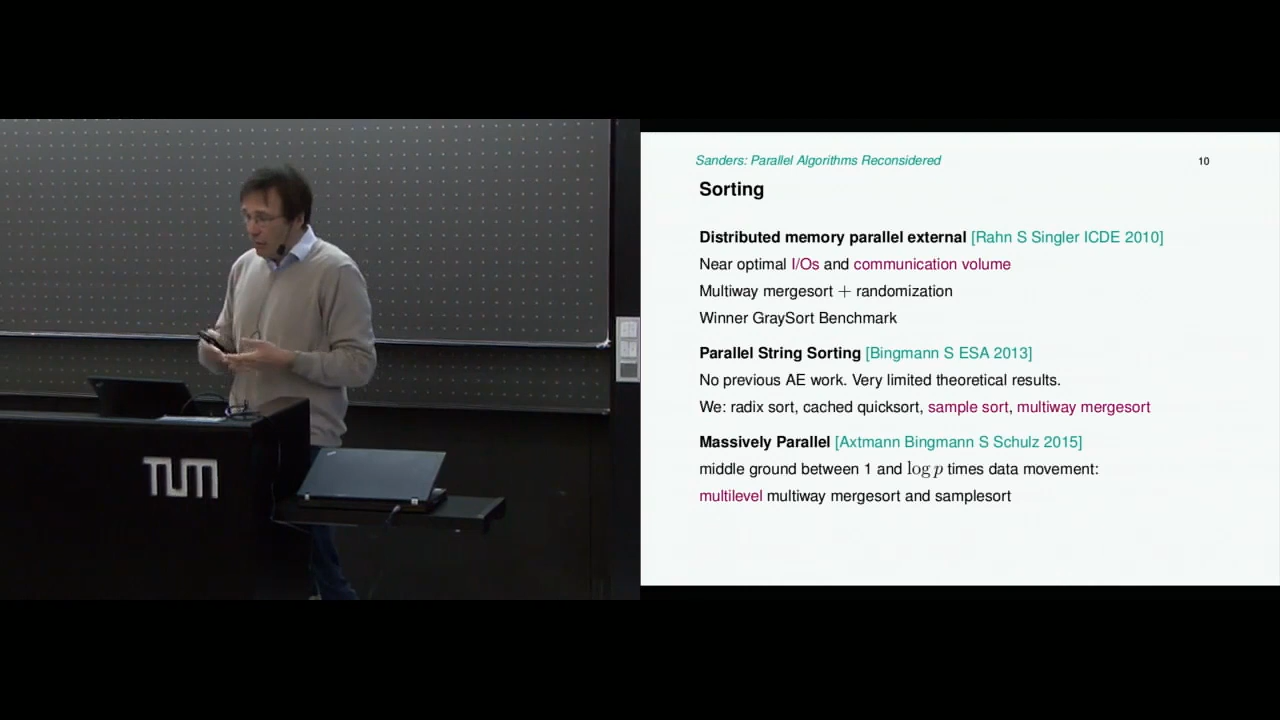 TUM
Sanders: Parallel Algorithms Reconsidered
10
Sorting
Distributed memory parallel external [Rahn S Singler ICDE 2010]
Near optimal I/Os and communication volume
Multiway mergesort + randomization
Winner GraySort Benchmark
Parallel String Sorting [Bingmann S ESA 2013]
No previous AE work. Very limited theoretical results.
We: radix sort, cached quicksort, sample sort, multiway mergesort
Massively Parallel [Axtmann Bingmann S Schulz 2015]
middle ground between 1 and log p times data movement:
multilevel multiway mergesort and samplesort